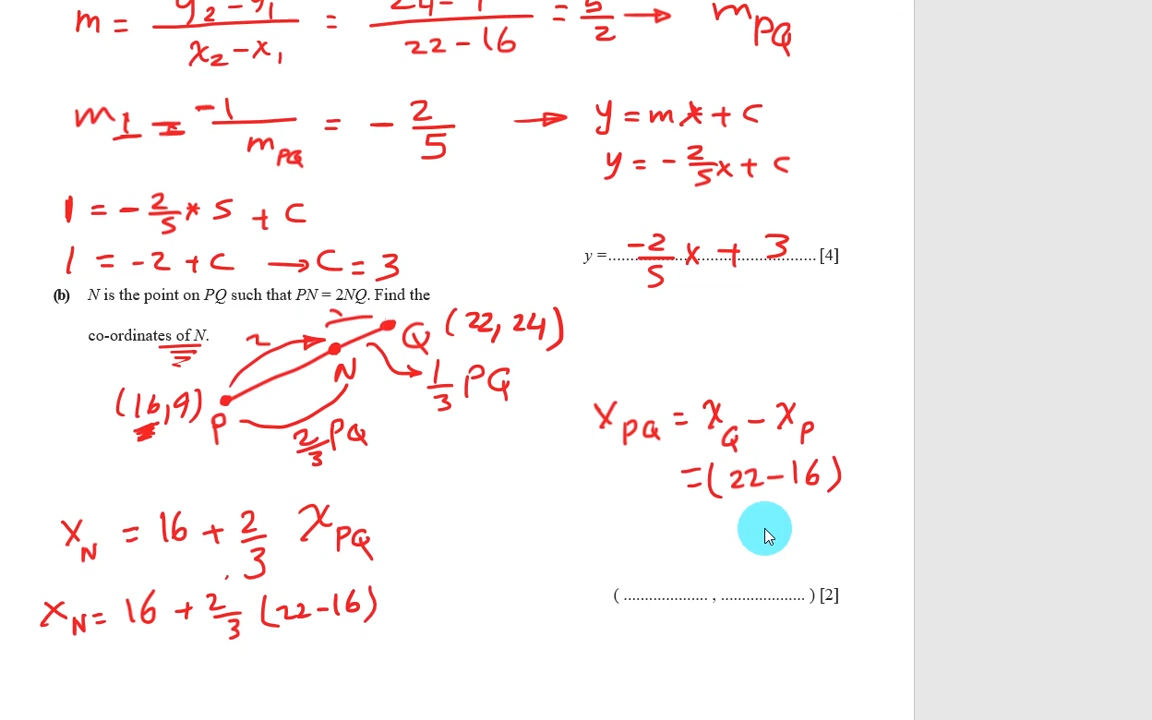 m = y₂-y₁ / x₂-x₁ = / 22-16 = 5/2 → mPQ
m⊥ = -1/mPQ = -2/5 → y = mx + c
y = -2/5x + c
1 = -2/5 * 5 + c
1 = -2 + c → c = 3
y = -2/5 x + 3 [4]
(b) N is the point on PQ such that PN = 2NQ. Find the
co-ordinates of N.
2
Q (22, 24)
N
1/3 PQ
(16,9) P
2/3 PQ
xPQ = xQ - xP
= (22-16)
xN = 16 + 2/3 xPQ
xN = 16 + 2/3 (22-16)
( .................... , .................... ) [2]